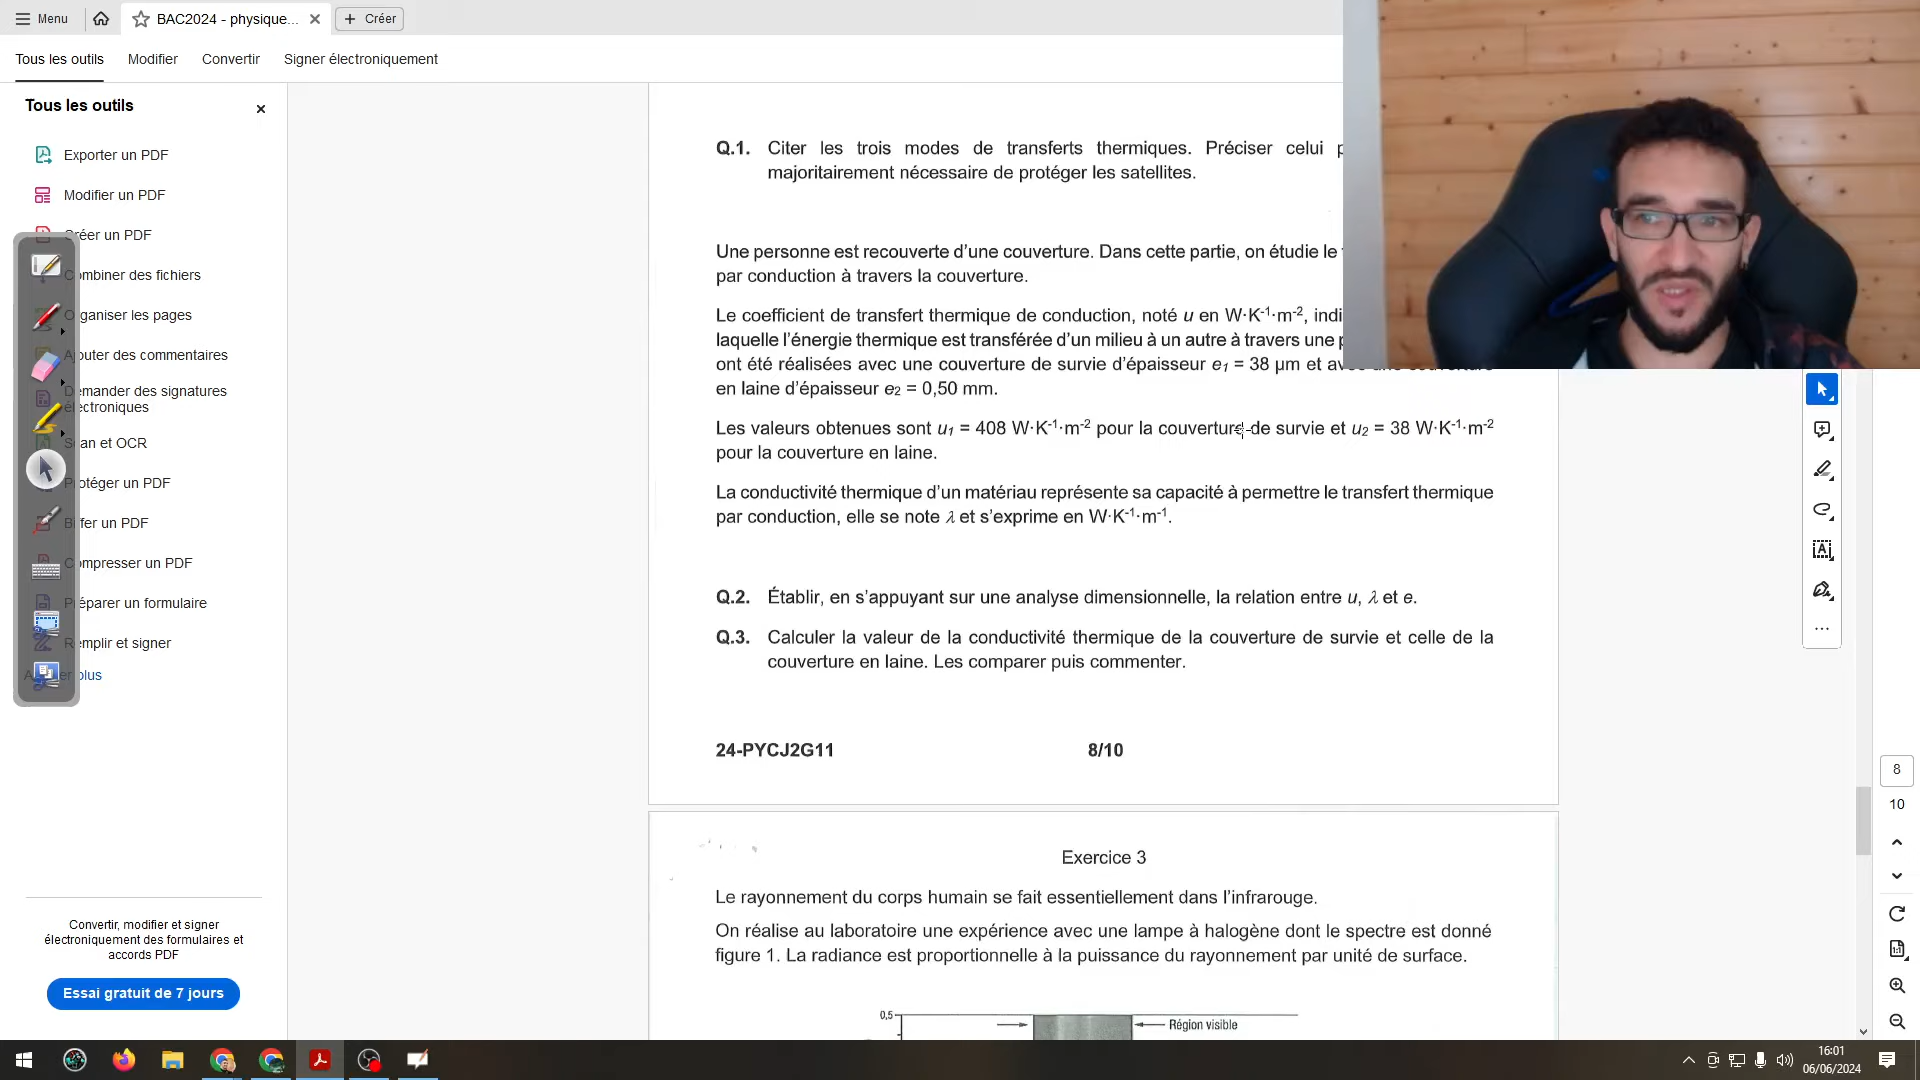 Menu
BAC2024 - physique...
Créer
Tous les outils
Modifier
Convertir
Signer électroniquement
Tous les outils
Exporter un PDF
Modifier un PDF
Créer un PDF
Combiner des fichiers
Organiser les pages
Ajouter des commentaires
Demander des signatures
électroniques
Scan et OCR
Protéger un PDF
Biffer un PDF
Compresser un PDF
Préparer un formulaire
Remplir et signer
plus
Convertir, modifier et signer
électroniquement des formulaires et
accords PDF
Essai gratuit de 7 jours
Q.1. Citer les trois modes de transferts thermiques. Préciser celui
majoritairement nécessaire de protéger les satellites.
Une personne est recouverte d’une couverture. Dans cette partie, on étudie le
par conduction à travers la couverture.
Le coefficient de transfert thermique de conduction, noté u en W·K⁻¹·m⁻²,
laquelle l’énergie thermique est transférée d’un milieu à un autre à travers une
ont été réalisées avec une couverture de survie d’épaisseur e₁ = 38 µm et
en laine d’épaisseur e₂ = 0,50 mm.
Les valeurs obtenues sont u₁ = 408 W·K⁻¹·m⁻² pour la couverture de survie et u₂ = 38 W·K⁻¹·m⁻²
pour la couverture en laine.
La conductivité thermique d’un matériau représente sa capacité à permettre le transfert thermique
par conduction, elle se note λ et s’exprime en W·K⁻¹·m⁻¹.
Q.2. Établir, en s’appuyant sur une analyse dimensionnelle, la relation entre u, λ et e.
Q.3. Calculer la valeur de la conductivité thermique de la couverture de survie et celle de la
couverture en laine. Les comparer puis commenter.
24-PYCJ2G11 8/10
Exercice 3
Le rayonnement du corps humain se fait essentiellement dans l’infrarouge.
On réalise au laboratoire une expérience avec une lampe à halogène dont le spectre est donné
figure 1. La radiance est proportionnelle à la puissance du rayonnement par unité de surface.
0,5
Région visible
8
10
16:01
06/06/2024